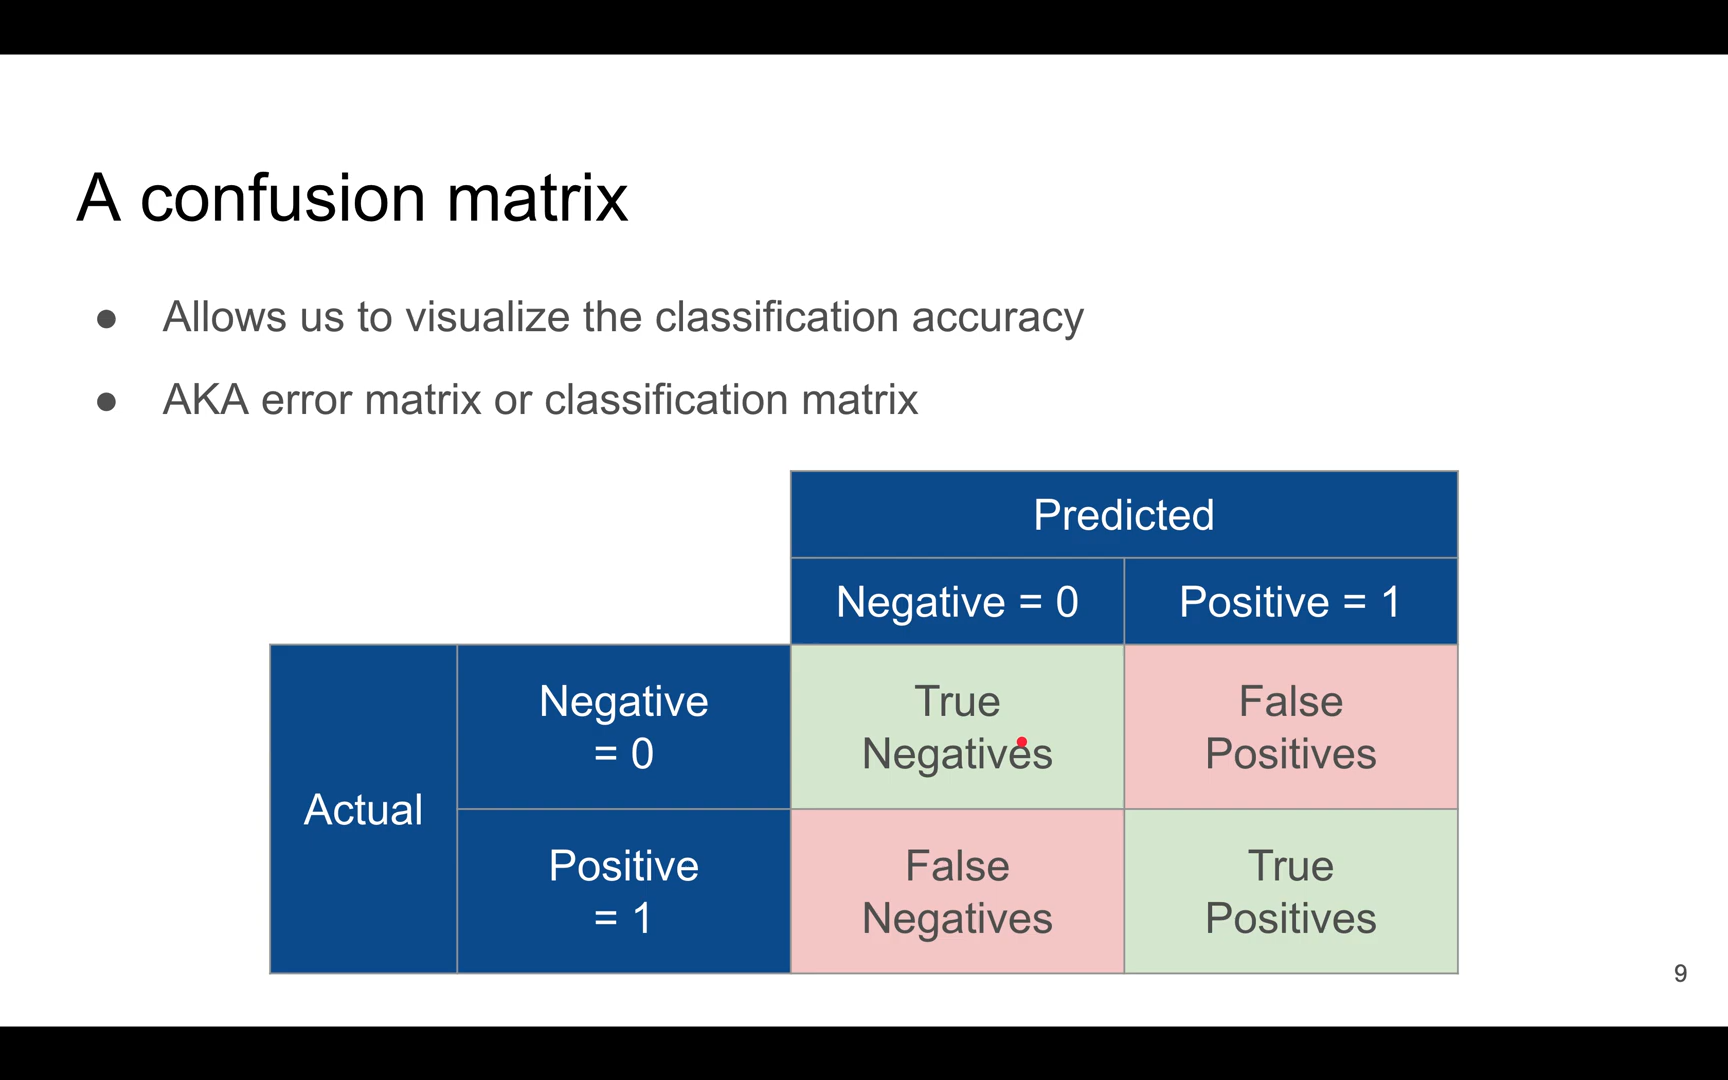 A confusion matrix
● Allows us to visualize the classification accuracy
● AKA error matrix or classification matrix
Predicted
Negative = 0
Positive = 1
Actual
Negative
= 0
True
Negatives
False
Positives
Positive
= 1
False
Negatives
True
Positives
9